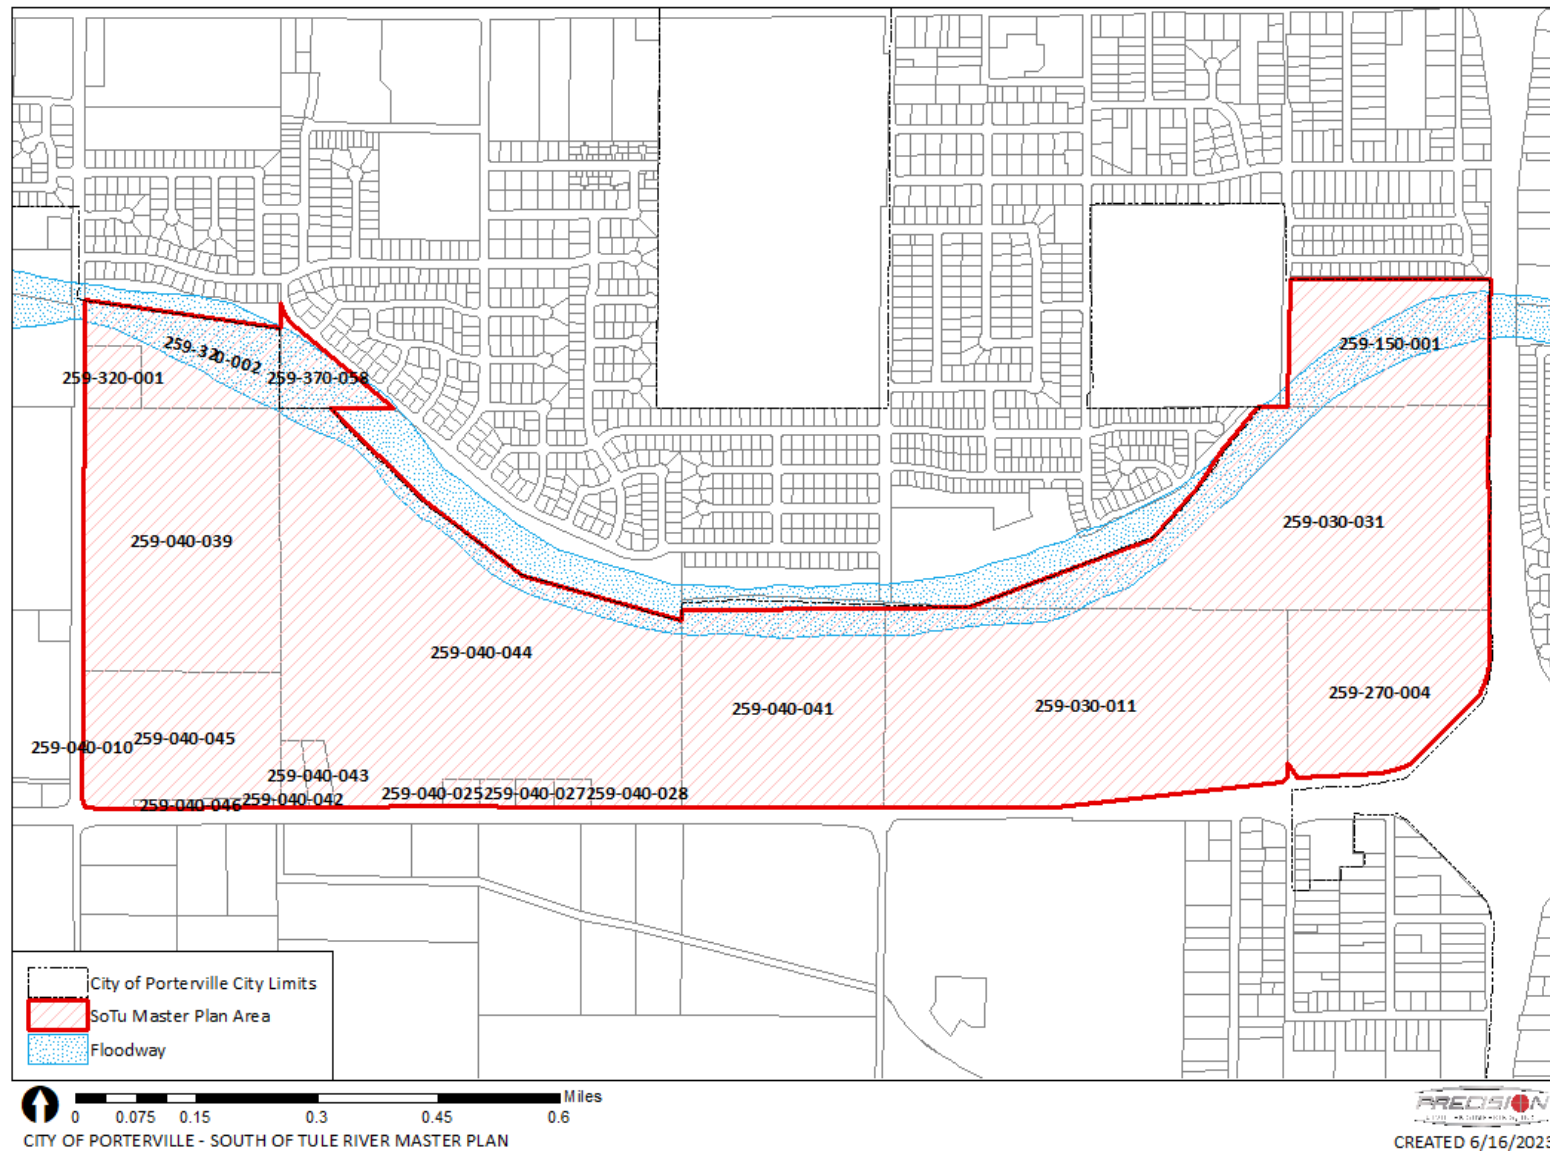 259-320-002
259-150-001
259-320-001
259-370-058
259-030-031
259-040-039
259-040-044
259-270-004
259-030-011
259-040-041
259-040-045
259-040-010
259-040-043
259-040-025
259-040-027
259-040-028
259-040-042
259-040-046
City of Porterville City Limits
SoTu Master Plan Area
Floodway
Miles
0 0.075 0.15 0.3 0.45 0.6
PRECISION
CIVIL ENGINEERING, INC.
CITY OF PORTERVILLE - SOUTH OF TULE RIVER MASTER PLAN
CREATED 6/16/2023